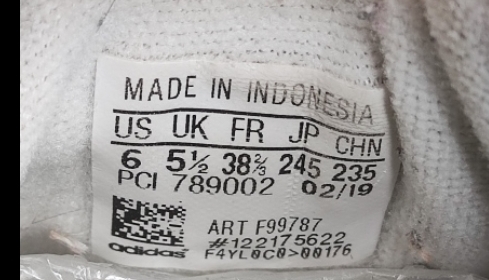 MADE IN INDONESIA
US UK FR JP CHN
6 5½ 38⅔ 245 235
PCI 789002 02/19
ART F99787
#122175622
adidas F4YL0C0>00176